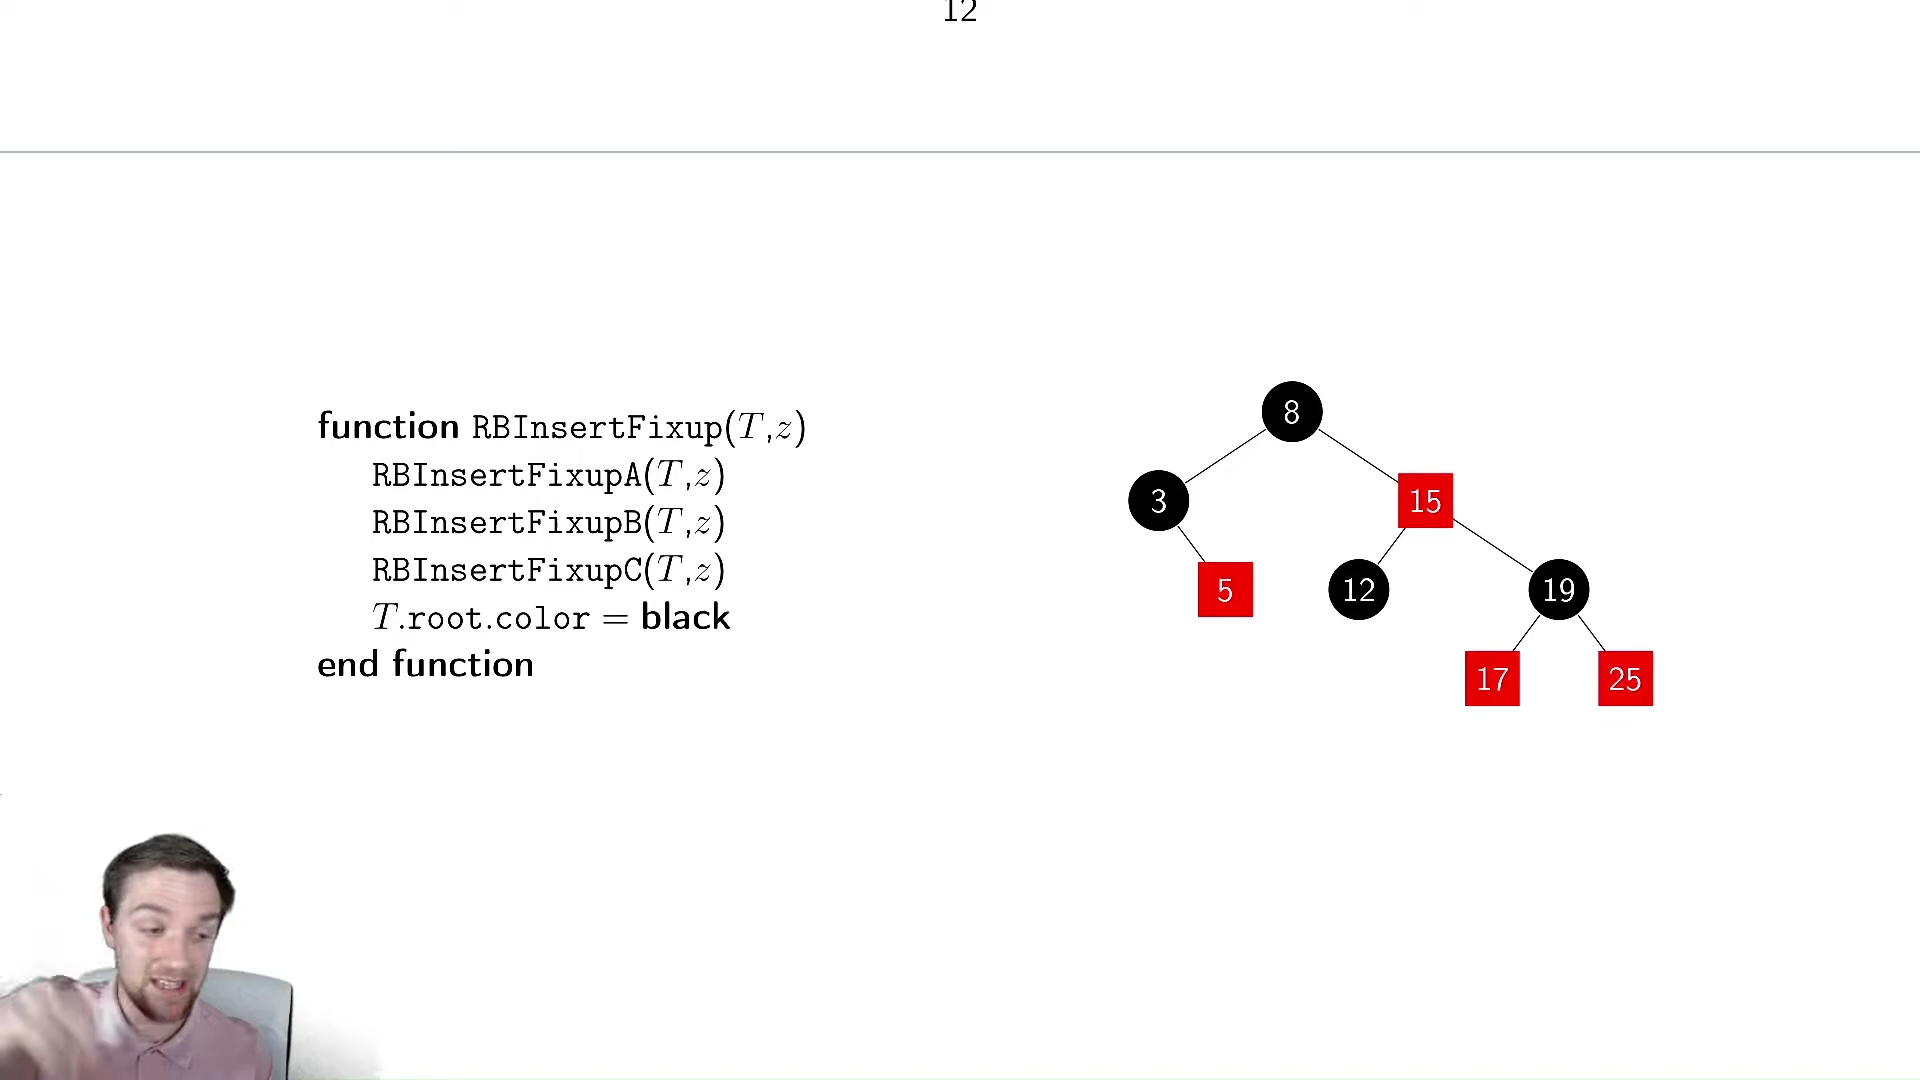 12
function RBInsertFixup(T,z)
RBInsertFixupA(T,z)
RBInsertFixupB(T,z)
RBInsertFixupC(T,z)
T.root.color = black
end function
8
3
15
5
12
19
17
25